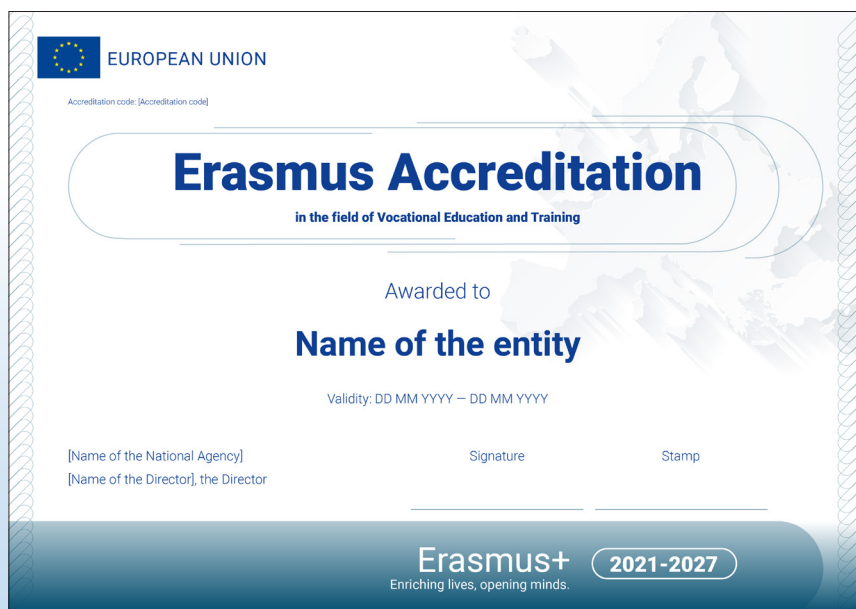 EUROPEAN UNION
Accreditation code: [Accreditation code]
Erasmus Accreditation
in the field of Vocational Education and Training
Awarded to
Name of the entity
Validity: DD MM YYYY — DD MM YYYY
[Name of the National Agency]
[Name of the Director], the Director
Signature
Stamp
Erasmus+
Enriching lives, opening minds.
2021-2027